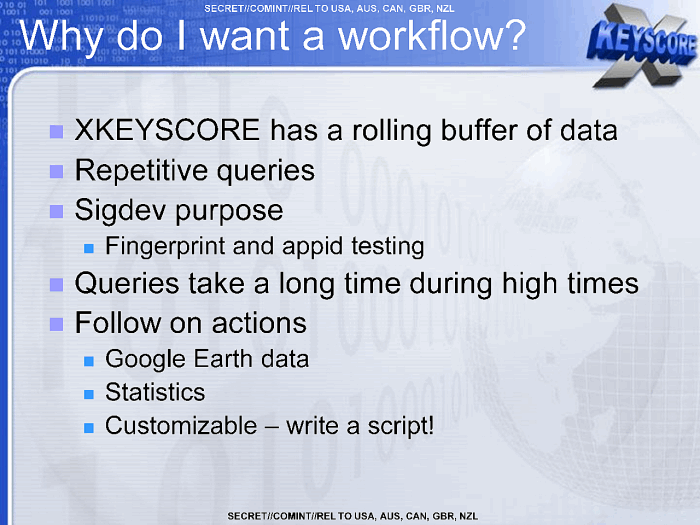 SECRET//COMINT//REL TO USA, AUS, CAN, GBR, NZL
Why do I want a workflow?
XKEYSCORE
XKEYSCORE has a rolling buffer of data
Repetitive queries
Sigdev purpose
Fingerprint and appid testing
Queries take a long time during high times
Follow on actions
Google Earth data
Statistics
Customizable – write a script!
SECRET//COMINT//REL TO USA, AUS, CAN, GBR, NZL